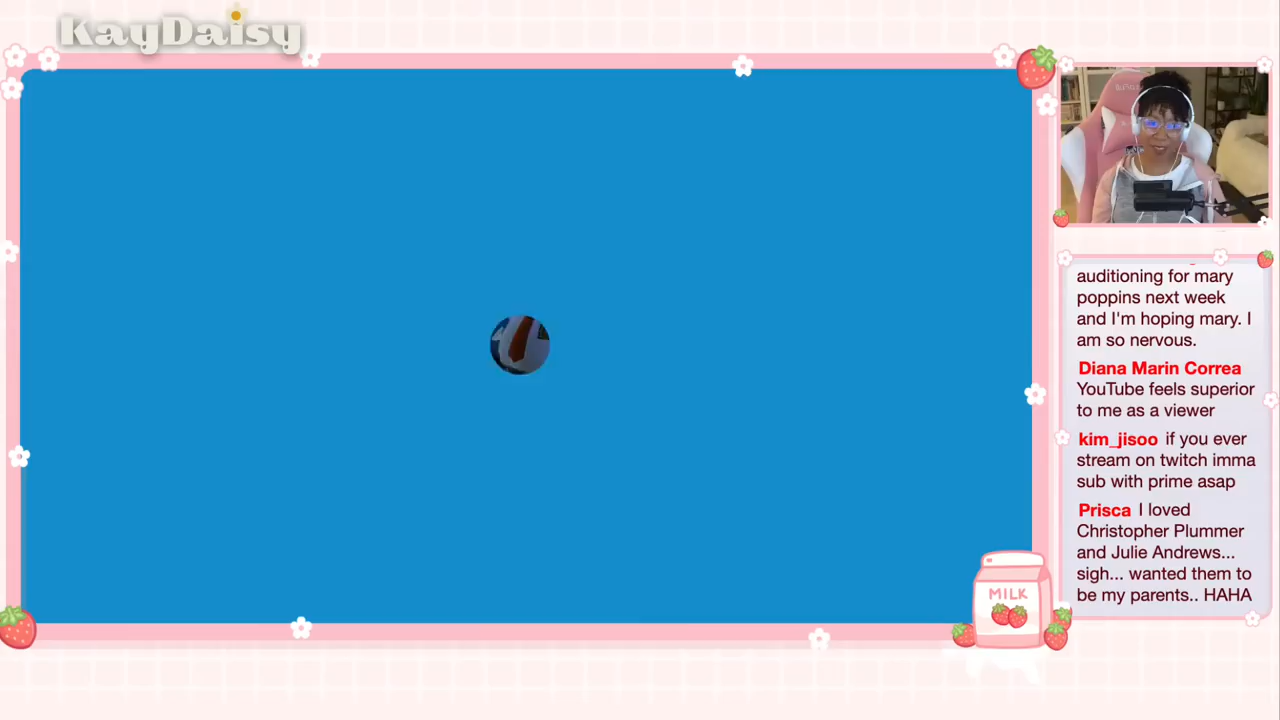 KayDaisy
auditioning for mary
poppins next week
and I'm hoping mary. I
am so nervous.
Diana Marin Correa
YouTube feels superior
to me as a viewer
kim_jisoo if you ever
stream on twitch imma
sub with prime asap
Prisca I loved
Christopher Plummer
and Julie Andrews...
sigh... wanted them to
be my parents.. HAHA
MILK